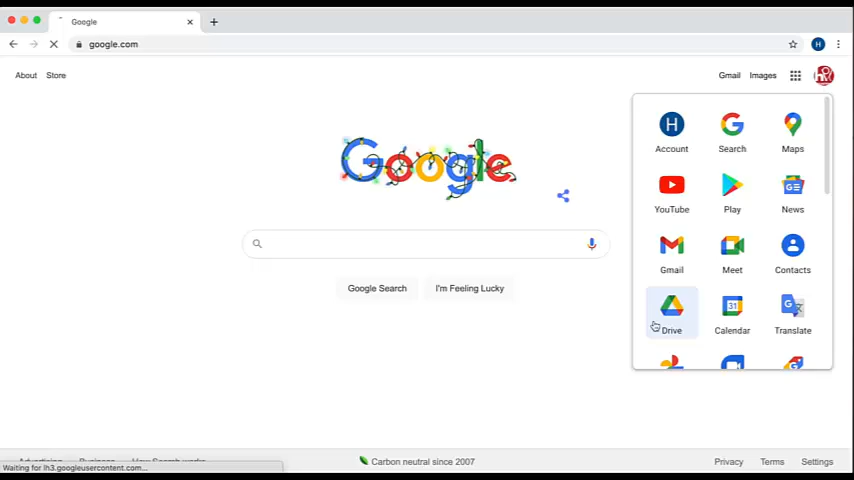 Google
google.com
H
About Store
Gmail Images
Google
H
Account Search Maps
YouTube Play News
Gmail Meet Contacts
31
Drive Calendar Translate
Google Search I'm Feeling Lucky
Carbon neutral since 2007
Privacy Terms Settings
Waiting for lh3.googleusercontent.com...